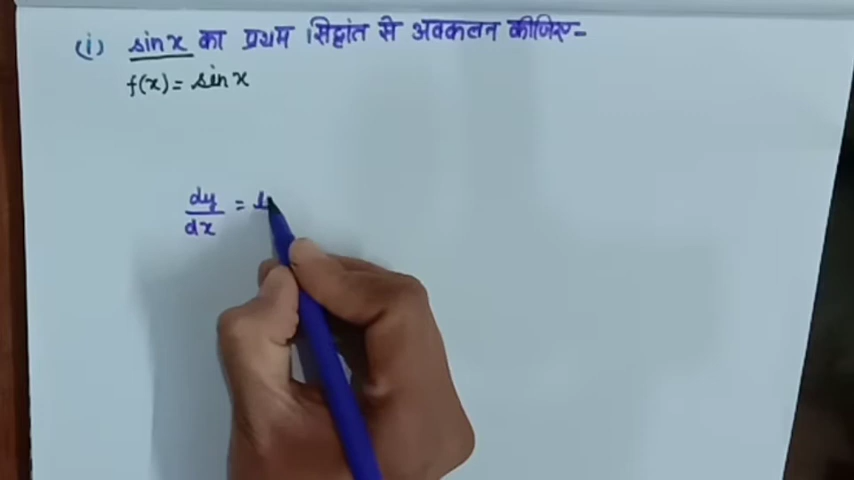 (i) sin x का प्रथम सिद्धांत से अवकलन कीजिए-
f(x) = sin x
dy/dx =